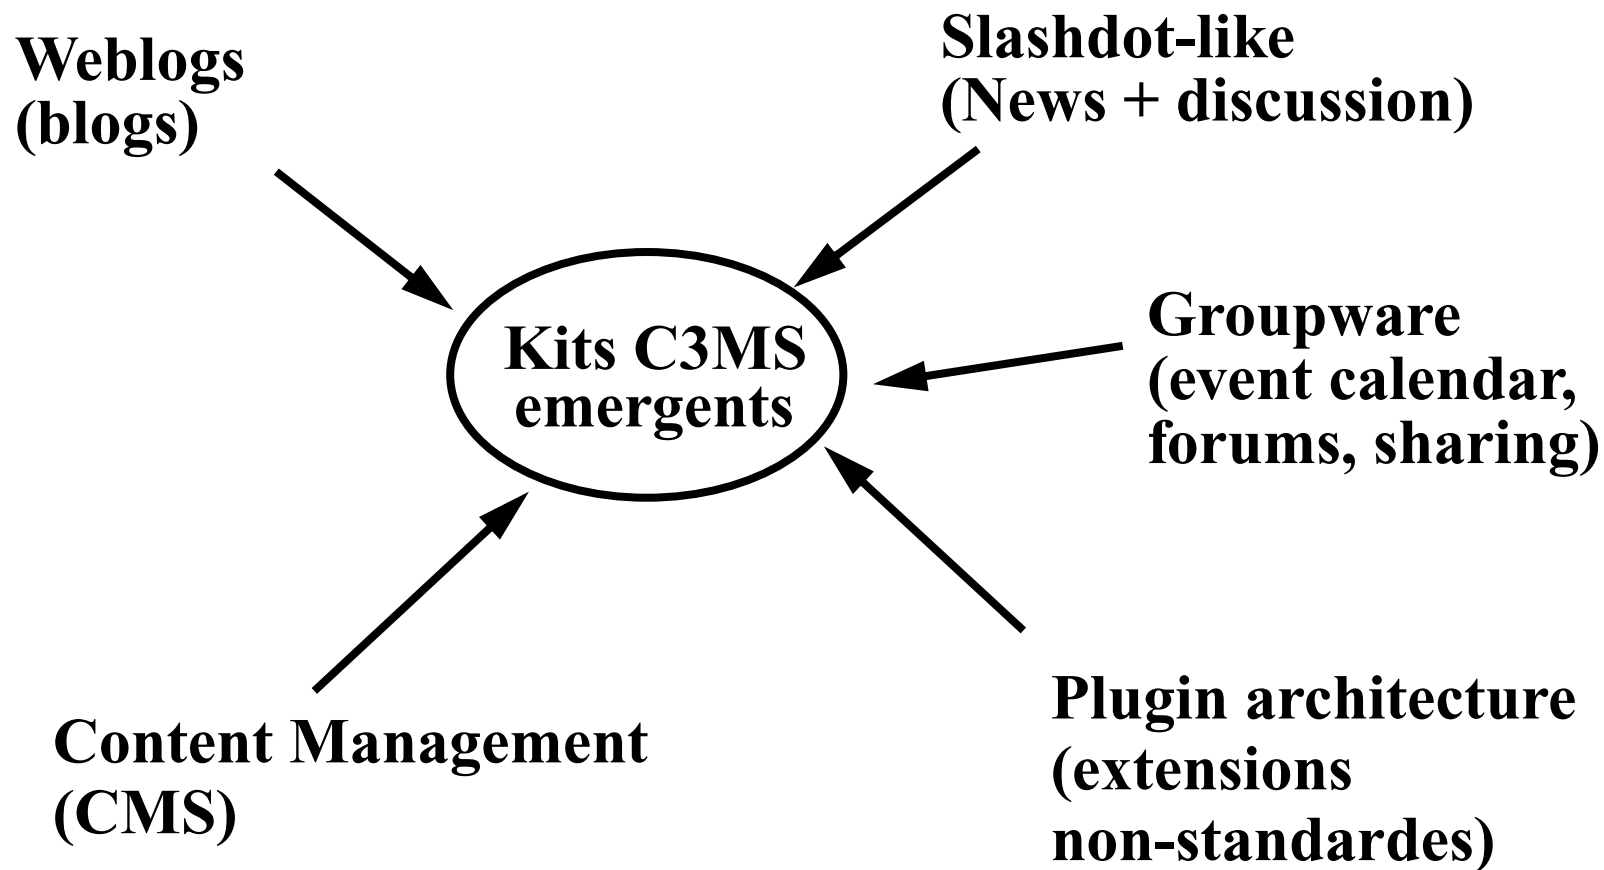 Weblogs
(blogs)
Slashdot-like
(News + discussion)
Kits C3MS
emergents
Groupware
(event calendar,
forums, sharing)
Content Management
(CMS)
Plugin architecture
(extensions
non-standardes)